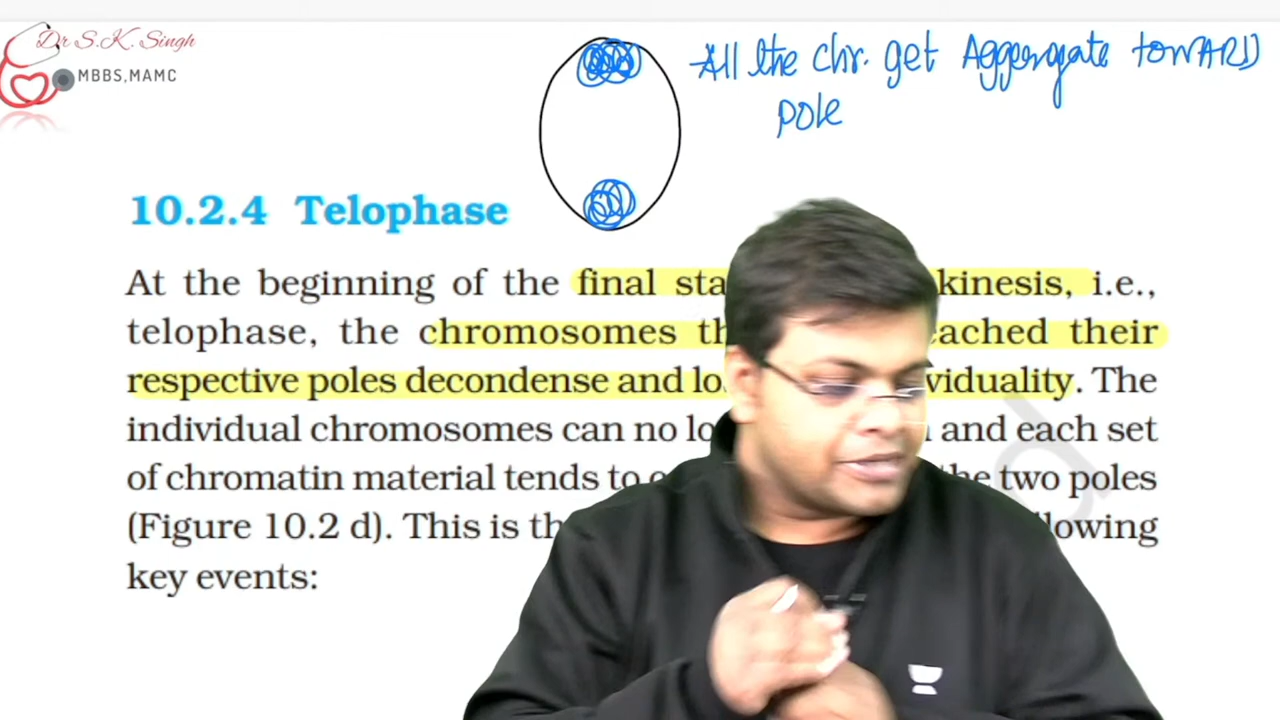 Dr S.K. Singh
MBBS,MAMC
All the chr. get Aggeregate towARD
pole
10.2.4 Telophase
At the beginning of the final sta kinesis, i.e.,
telophase, the chromosomes th eached their
respective poles decondense and lo viduality. The
individual chromosomes can no lo and each set
of chromatin material tends to the two poles
(Figure 10.2 d). This is th llowing
key events: